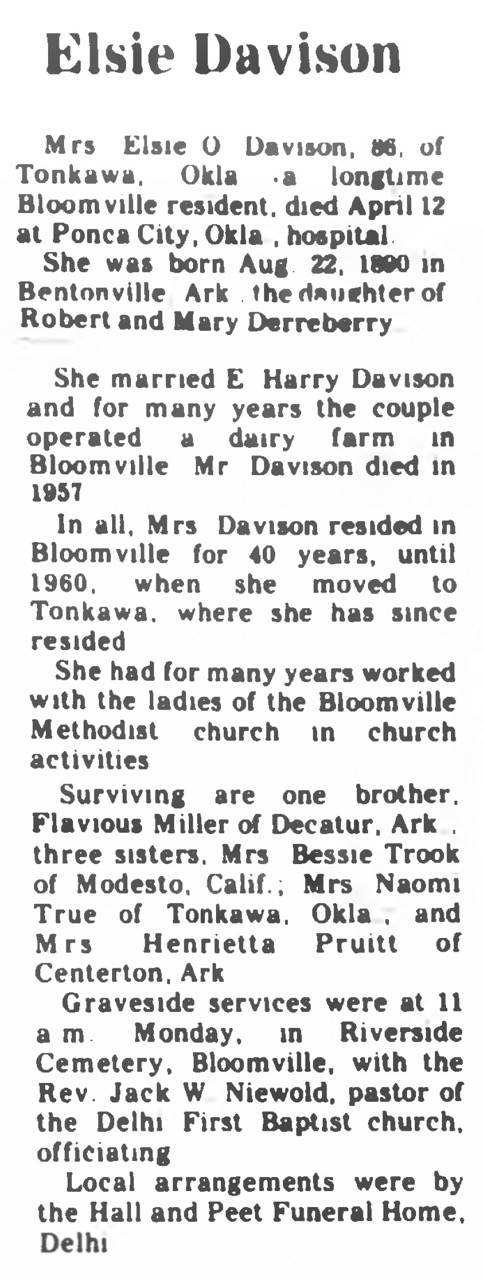 Elsie Davison
Mrs Elsie O Davison, 86, of
Tonkawa, Okla . a longtime
Bloomville resident, died April 12
at Ponca City, Okla , hospital.
She was born Aug. 22, 1890 in
Bentonville, Ark . the daughter of
Robert and Mary Derreberry
She married E Harry Davison
and for many years the couple
operated a dairy farm in
Bloomville Mr Davison died in
1957
In all, Mrs Davison resided in
Bloomville for 40 years, until
1960, when she moved to
Tonkawa, where she has since
resided
She had for many years worked
with the ladies of the Bloomville
Methodist church in church
activities
Surviving are one brother,
Flavious Miller of Decatur, Ark .
three sisters, Mrs Bessie Trook
of Modesto, Calif.; Mrs Naomi
True of Tonkawa, Okla , and
Mrs Henrietta Pruitt of
Centerton, Ark
Graveside services were at 11
a m. Monday, in Riverside
Cemetery, Bloomville, with the
Rev. Jack W Niewold, pastor of
the Delhi First Baptist church,
officiating
Local arrangements were by
the Hall and Peet Funeral Home,
Delhi